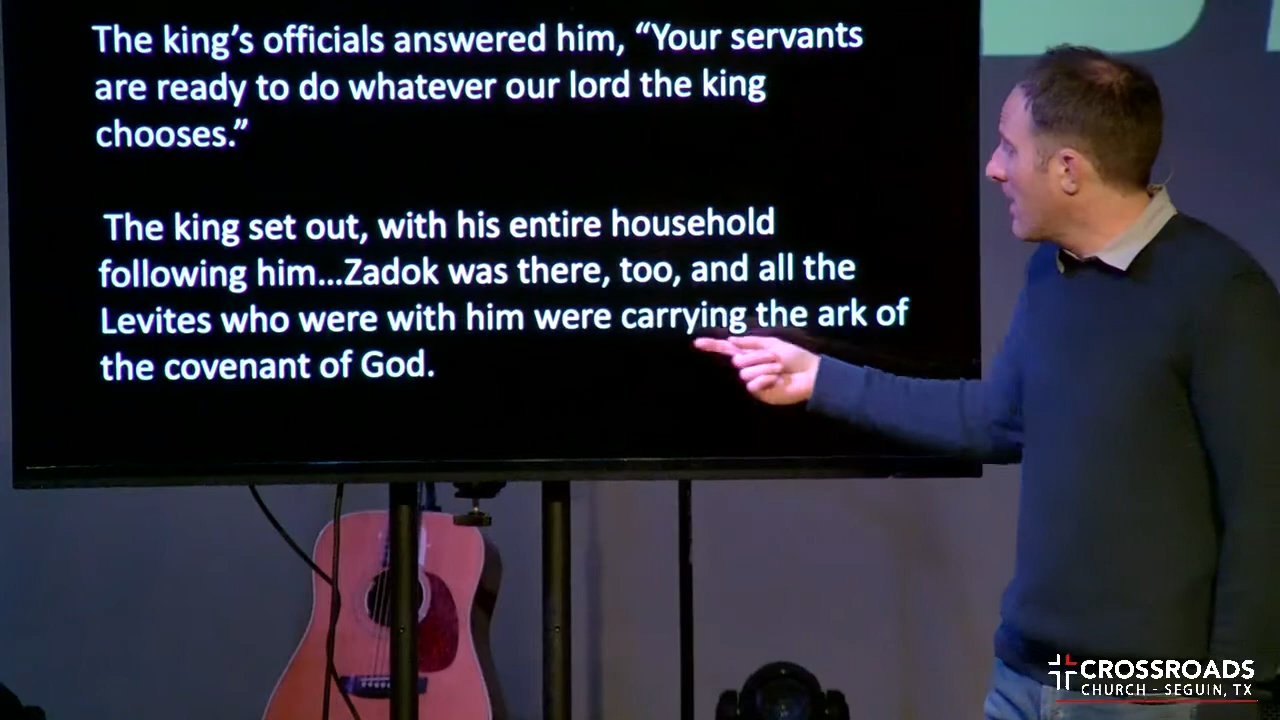 The king’s officials answered him, “Your servants
are ready to do whatever our lord the king
chooses.”
The king set out, with his entire household
following him...Zadok was there, too, and all the
Levites who were with him were carrying the ark of
the covenant of God.
CROSSROADS
CHURCH - SEGUIN, TX